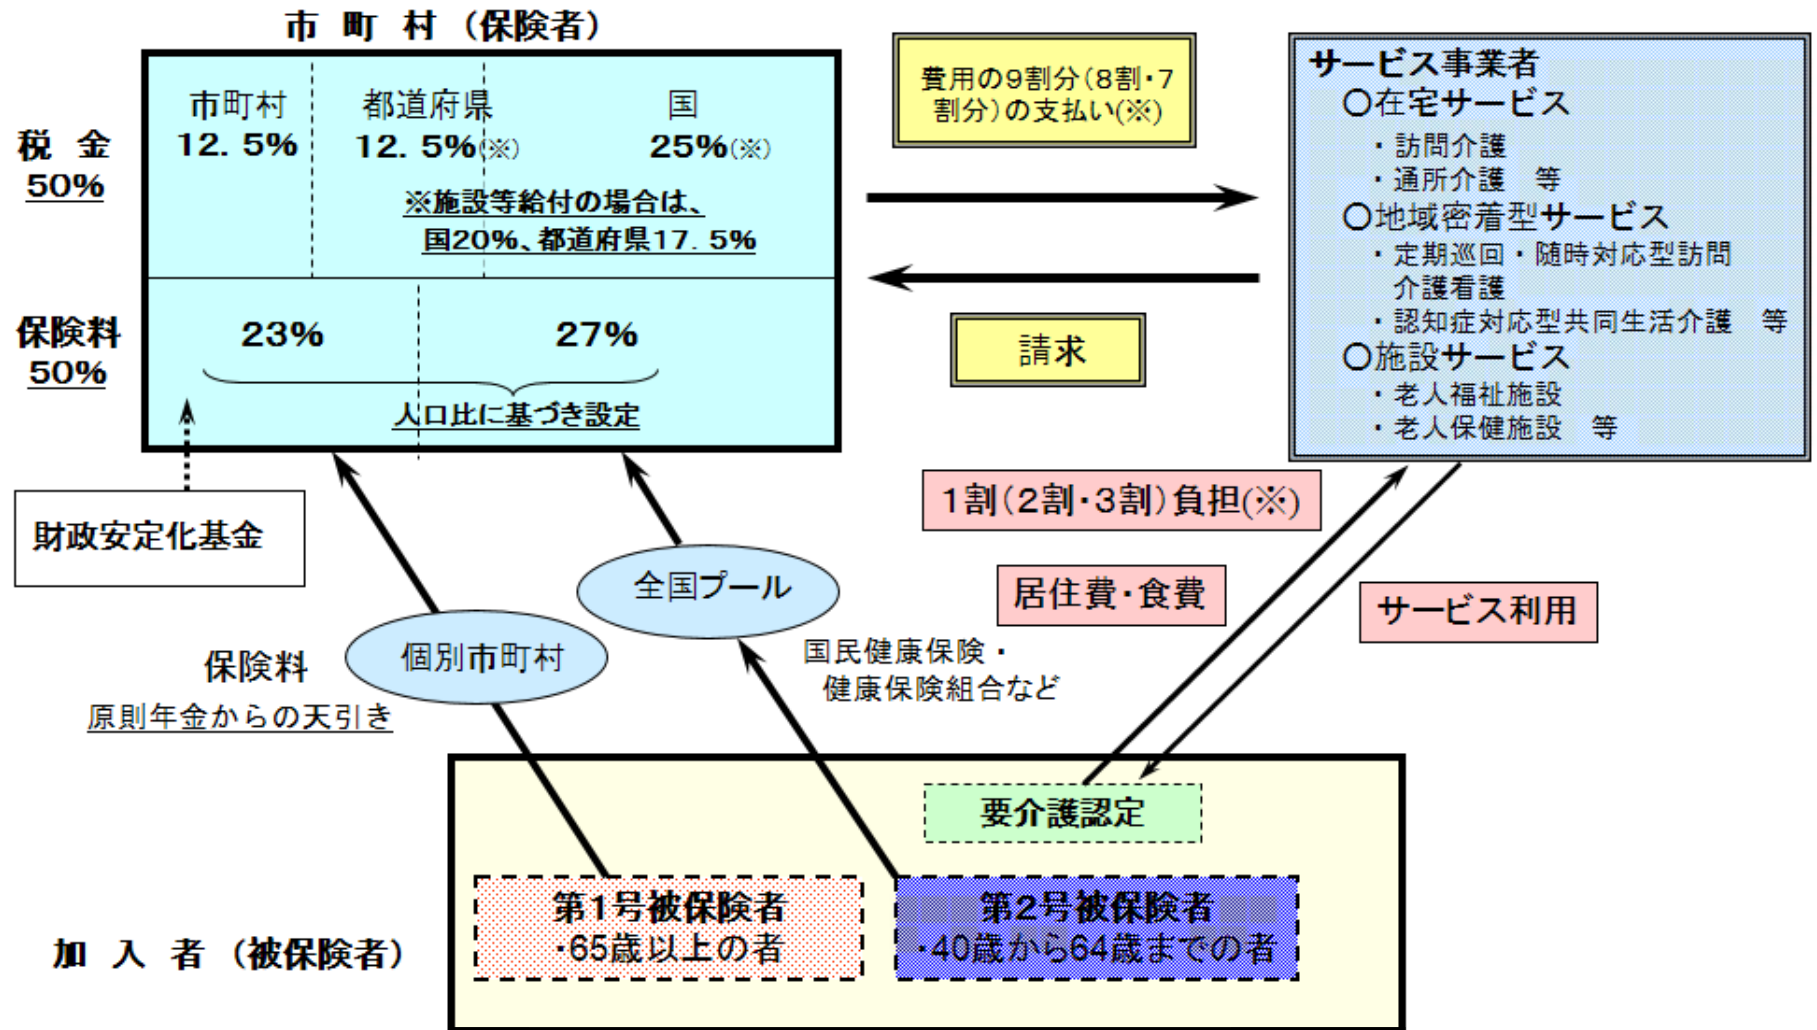 市 町 村 (保険者)
税 金
50%
市町村
12. 5%
都道府県
12. 5%(※)
国
25%(※)
※施設等給付の場合は、
国20%、都道府県17. 5%
保険料
50%
23%
27%
人口比に基づき設定
財政安定化基金
費用の9割分(8割・7
割分)の支払い(※)
請求
サービス事業者
○在宅サービス
・訪問介護
・通所介護 等
○地域密着型サービス
・定期巡回・随時対応型訪問
介護看護
・認知症対応型共同生活介護 等
○施設サービス
・老人福祉施設
・老人保健施設 等
1割(2割・3割)負担(※)
居住費・食費
サービス利用
全国プール
個別市町村
保険料
原則年金からの天引き
国民健康保険・
健康保険組合など
要介護認定
第1号被保険者
・65歳以上の者
第2号被保険者
・40歳から64歳までの者
加 入 者 (被保険者)